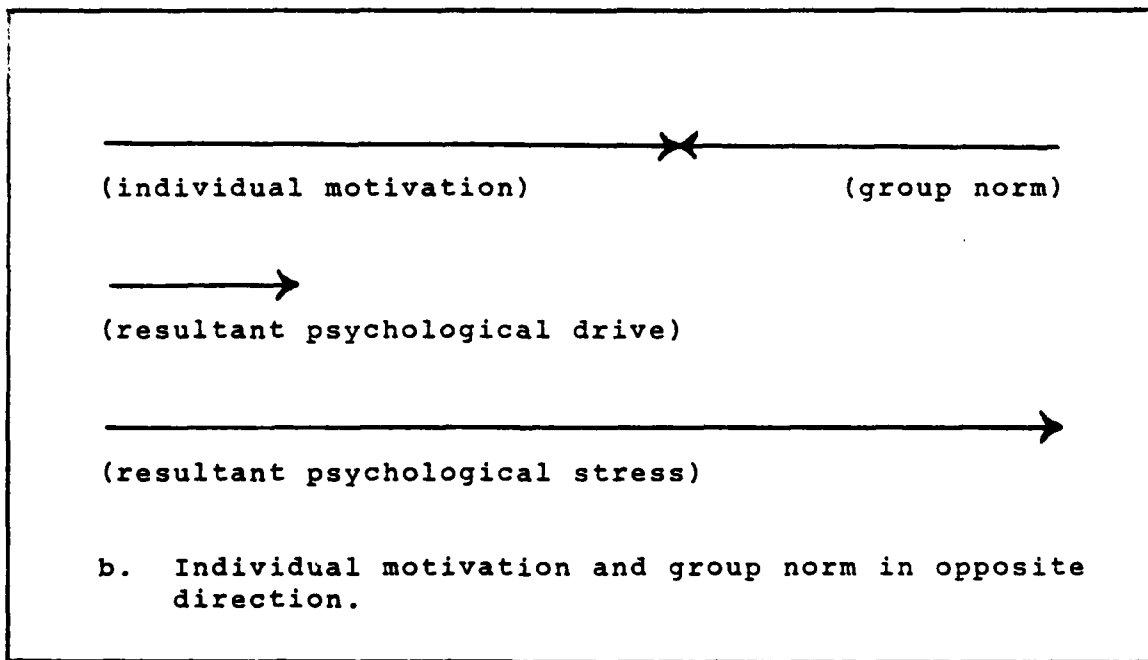 (individual motivation) (group norm)
(resultant psychological drive)
(resultant psychological stress)
b. Individual motivation and group norm in opposite
direction.